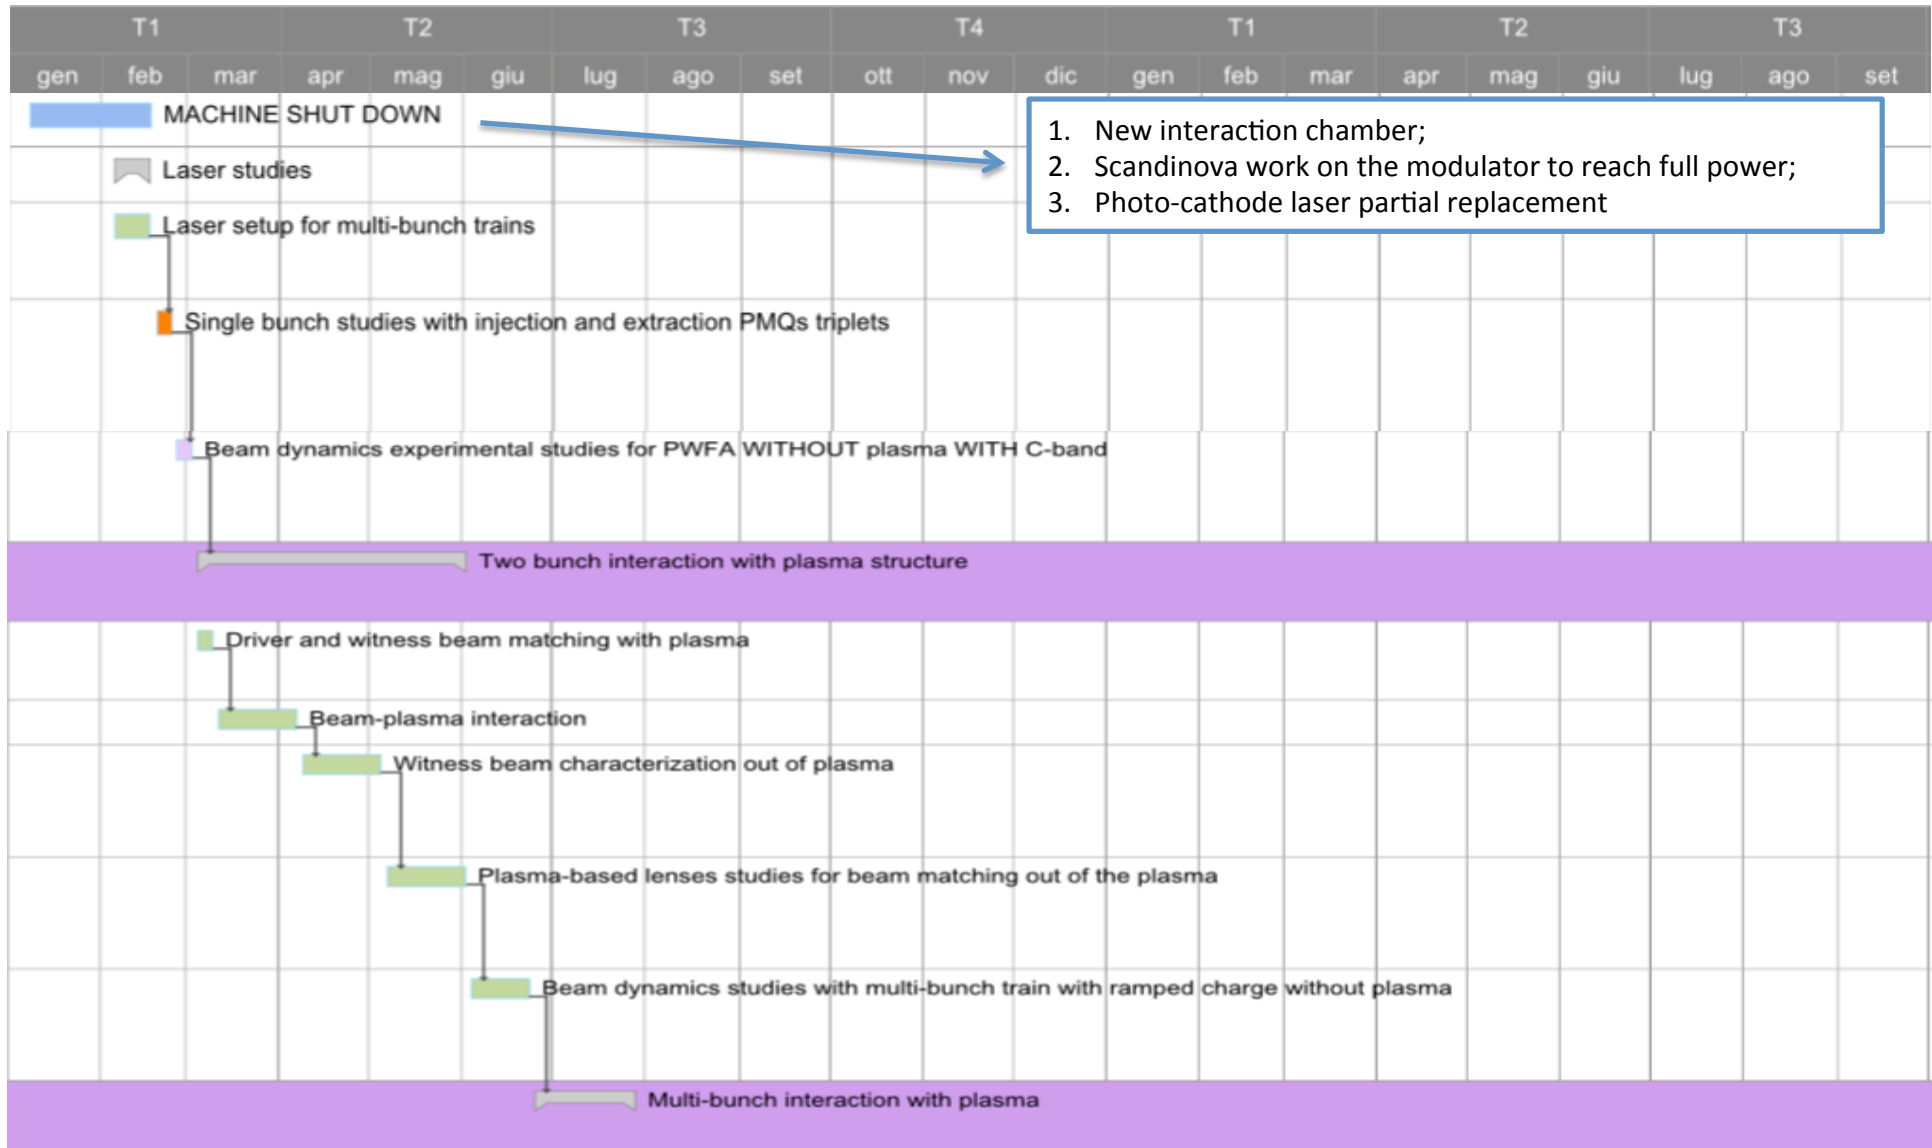 T1 T2 T3 T4 T1 T2 T3
gen feb mar apr mag giu lug ago set ott nov dic gen feb mar apr mag giu lug ago set
MACHINE SHUT DOWN
1. New interaction chamber;
2. Scandinova work on the modulator to reach full power;
3. Photo-cathode laser partial replacement
Laser studies
Laser setup for multi-bunch trains
Single bunch studies with injection and extraction PMQs triplets
Beam dynamics experimental studies for PWFA WITHOUT plasma WITH C-band
Two bunch interaction with plasma structure
Driver and witness beam matching with plasma
Beam-plasma interaction
Witness beam characterization out of plasma
Plasma-based lenses studies for beam matching out of the plasma
Beam dynamics studies with multi-bunch train with ramped charge without plasma
Multi-bunch interaction with plasma